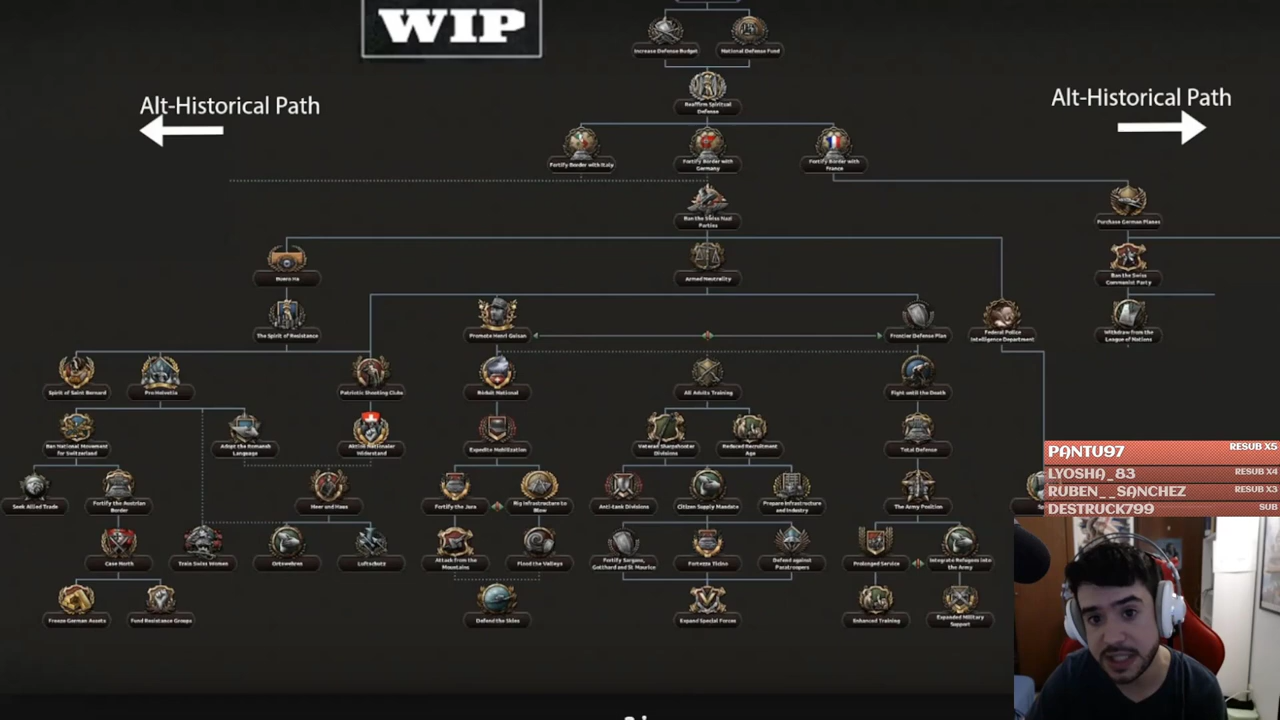 WIP
Increase Defense Budget
National Defense Fund
Reaffirm Spiritual
Defense
Alt-Historical Path
Alt-Historical Path
Fortify Border with Italy
Fortify Border with
Germany
Fortify Border with
France
Ban the Swiss Nazi
Parties
Purchase German Planes
Armed Neutrality
Ban the Swiss
Communist Party
The Spirit of Resistance
Promote Henri Guisan
Frontier Defense Plan
Federal Police
Intelligence Department
Withdraw from the
League of Nations
Spirit of Saint Bernard
Pro Helvetia
Patriotic Shooting Clubs
Réduit National
All Adults Training
Fight until the Death
Ban National Movement
for Switzerland
Adopt the Romansh
Language
Aktion Nationaler
Widerstand
Expedite Mobilization
Veteran Sharpshooter
Divisions
Reduced Recruitment
Age
Total Defense
Seek Allied Trade
Fortify the Austrian
Border
Heer und Haus
Fortify the Jura
Rig Infrastructure to
Blow
Anti-tank Divisions
Citizen Supply Mandate
Prepare Infrastructure
and Industry
The Army Position
Case North
Train Swiss Women
Ortswehren
Luftschutz
Attack from the
Mountains
Flood the Valleys
Fortify Sargans,
Gotthard and St. Maurice
Fortezza Ticino
Defend against
Paratroopers
Prolonged Service
Integrate Refugees into
the Army
Freeze German Assets
Fund Resistance Groups
Defend the Skies
Expand Special Forces
Enhanced Training
Expanded Military
Support
PANTU97 RESUB X5
LYOSHA_83 RESUB X4
RUBEN__SANCHEZ RESUB X3
DESTRUCK799 SUB